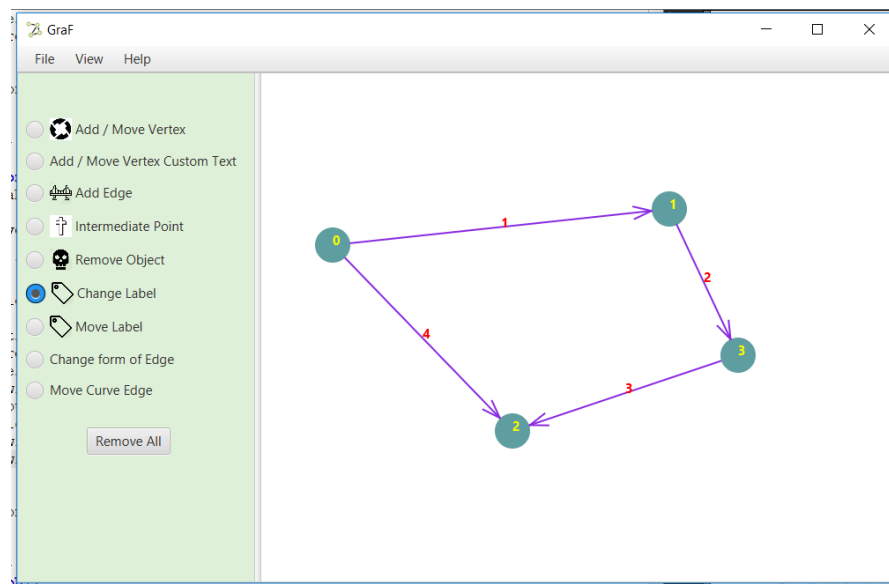 GraF
File View Help
Add / Move Vertex
Add / Move Vertex Custom Text
Add Edge
Intermediate Point
Remove Object
Change Label
Move Label
Change form of Edge
Move Curve Edge
Remove All
1
1
0
2
4
3
3
2